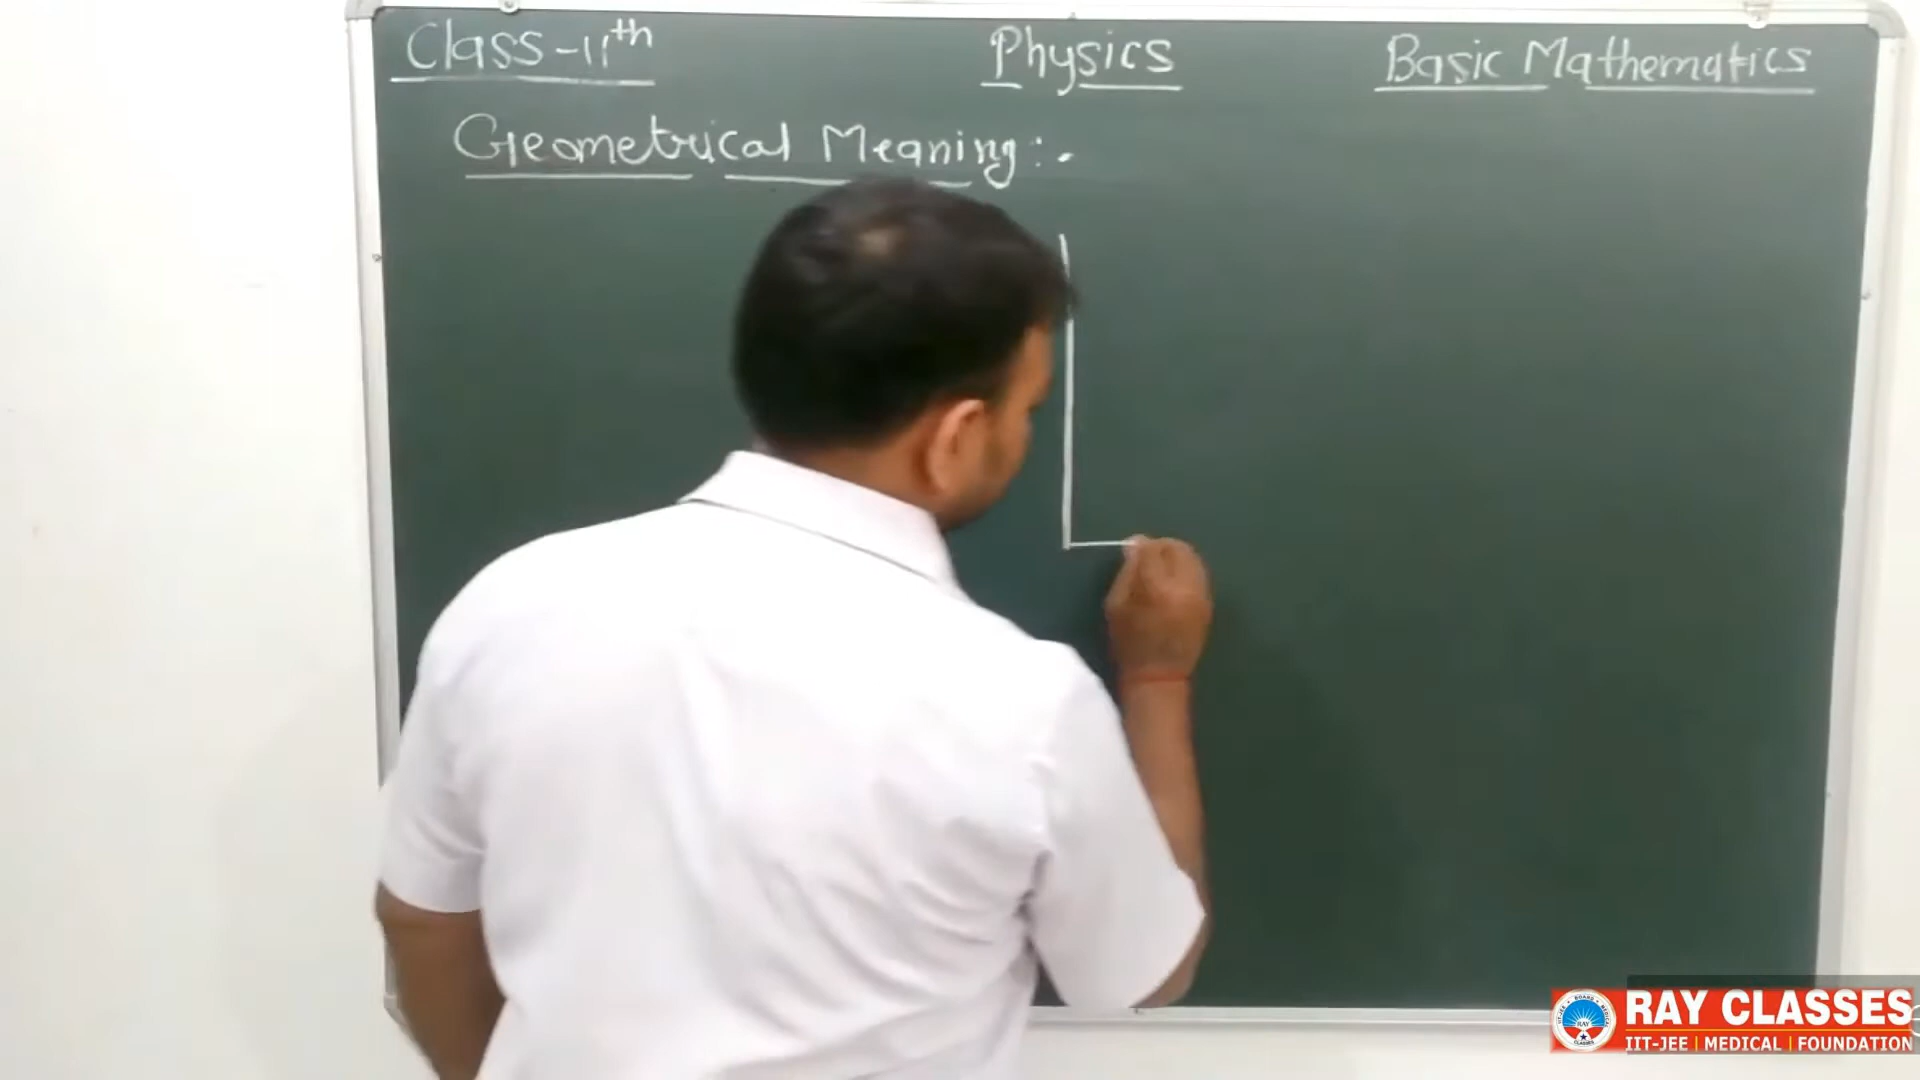 Class-11th Physics Basic Mathematics
Geometrical Meaning:-
RAY CLASSES
IIT-JEE | MEDICAL | FOUNDATION